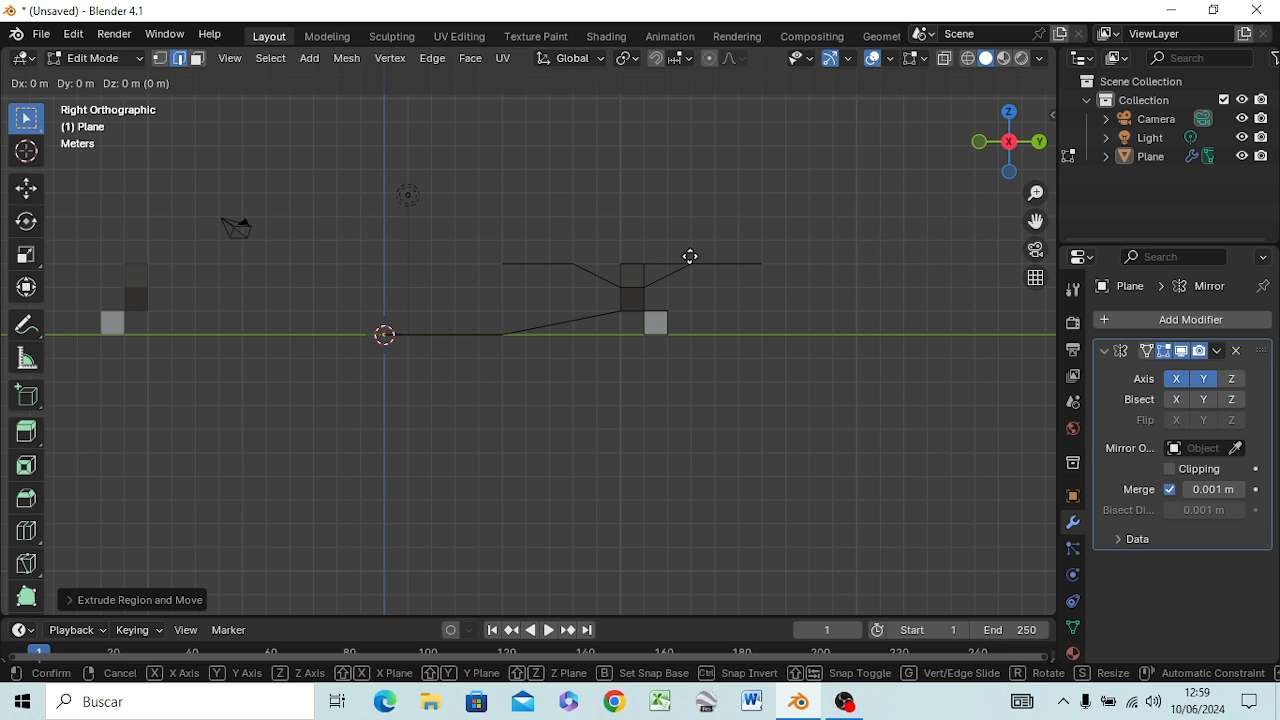 * (Unsaved) - Blender 4.1
File Edit Render Window Help Layout Modeling Sculpting UV Editing Texture Paint Shading Animation Rendering Compositing Geomet Scene ViewLayer
Edit Mode View Select Add Mesh Vertex Edge Face UV Global Search
Dx: 0 m Dy: 0 m Dz: 0 m (0 m)
Scene Collection
Collection
Camera
Light
Plane
Right Orthographic
(1) Plane
Meters
Z
Y
X
Search
Plane Mirror
+ Add Modifier
Axis X Y Z
Bisect X Y Z
Flip X Y Z
Mirror O... Object
Clipping
Merge 0.001 m
Bisect Di... 0.001 m
Data
Extrude Region and Move
Playback Keying View Marker 1 Start 1 End 250
1 20 40 60 80 100 120 140 160 180 200 220 240
Confirm Cancel X X Axis Y Y Axis Z Z Axis X X Plane Y Y Plane Z Z Plane B Set Snap Base Ctrl Snap Invert Snap Toggle G Vert/Edge Slide R Rotate S Resize Automatic Constraint
Buscar
12:59
10/06/2024